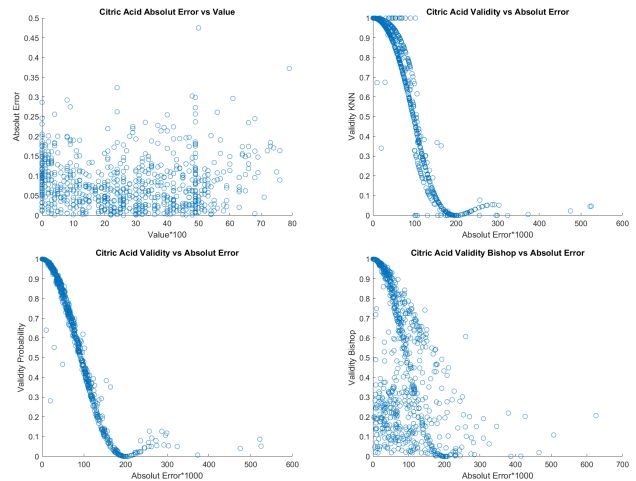 Citric Acid Absolut Error vs Value
0.5
0.45
0.4
0.35
0.3
0.25
0.2
0.15
0.1
0.05
0
Absolut Error
0 10 20 30 40 50 60 70 80
Value*100
Citric Acid Validity vs Absolut Error
1
0.9
0.8
0.7
0.6
0.5
0.4
0.3
0.2
0.1
0
Validity KNN
0 100 200 300 400 500 600
Absolut Error*1000
Citric Acid Validity vs Absolut Error
1
0.9
0.8
0.7
0.6
0.5
0.4
0.3
0.2
0.1
0
Validity Probability
0 100 200 300 400 500 600
Absolut Error*1000
Citric Acid Validity Bishop vs Absolut Error
1
0.9
0.8
0.7
0.6
0.5
0.4
0.3
0.2
0.1
0
Validity Bisbop
0 100 200 300 400 500 600 700
Absolut Error*1000